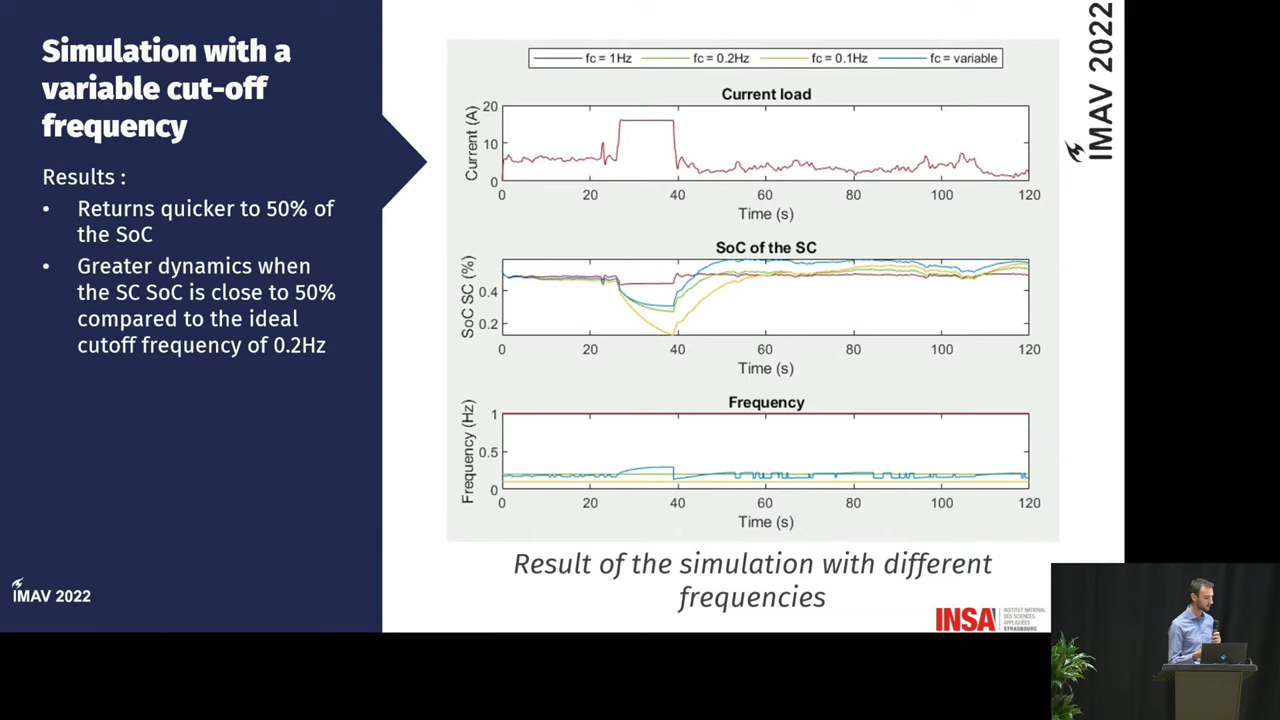 Simulation with a
variable cut-off
frequency
Results :
• Returns quicker to 50% of
the SoC
• Greater dynamics when
the SC SoC is close to 50%
compared to the ideal
cutoff frequency of 0.2Hz
IMAV 2022
fc = 1Hz fc = 0.2Hz fc = 0.1Hz fc = variable
Current load
Current (A)
20
10
0
0 20 40 60 80 100 120
Time (s)
SoC of the SC
SoC SC (%)
0.4
0.2
0 20 40 60 80 100 120
Time (s)
Frequency
Frequency (Hz)
1
0.5
0
0 20 40 60 80 100 120
Time (s)
Result of the simulation with different
frequencies
IMAV 2022
INSA
INSTITUT NATIONAL
DES SCIENCES
APPLIQUÉES
STRASBOURG